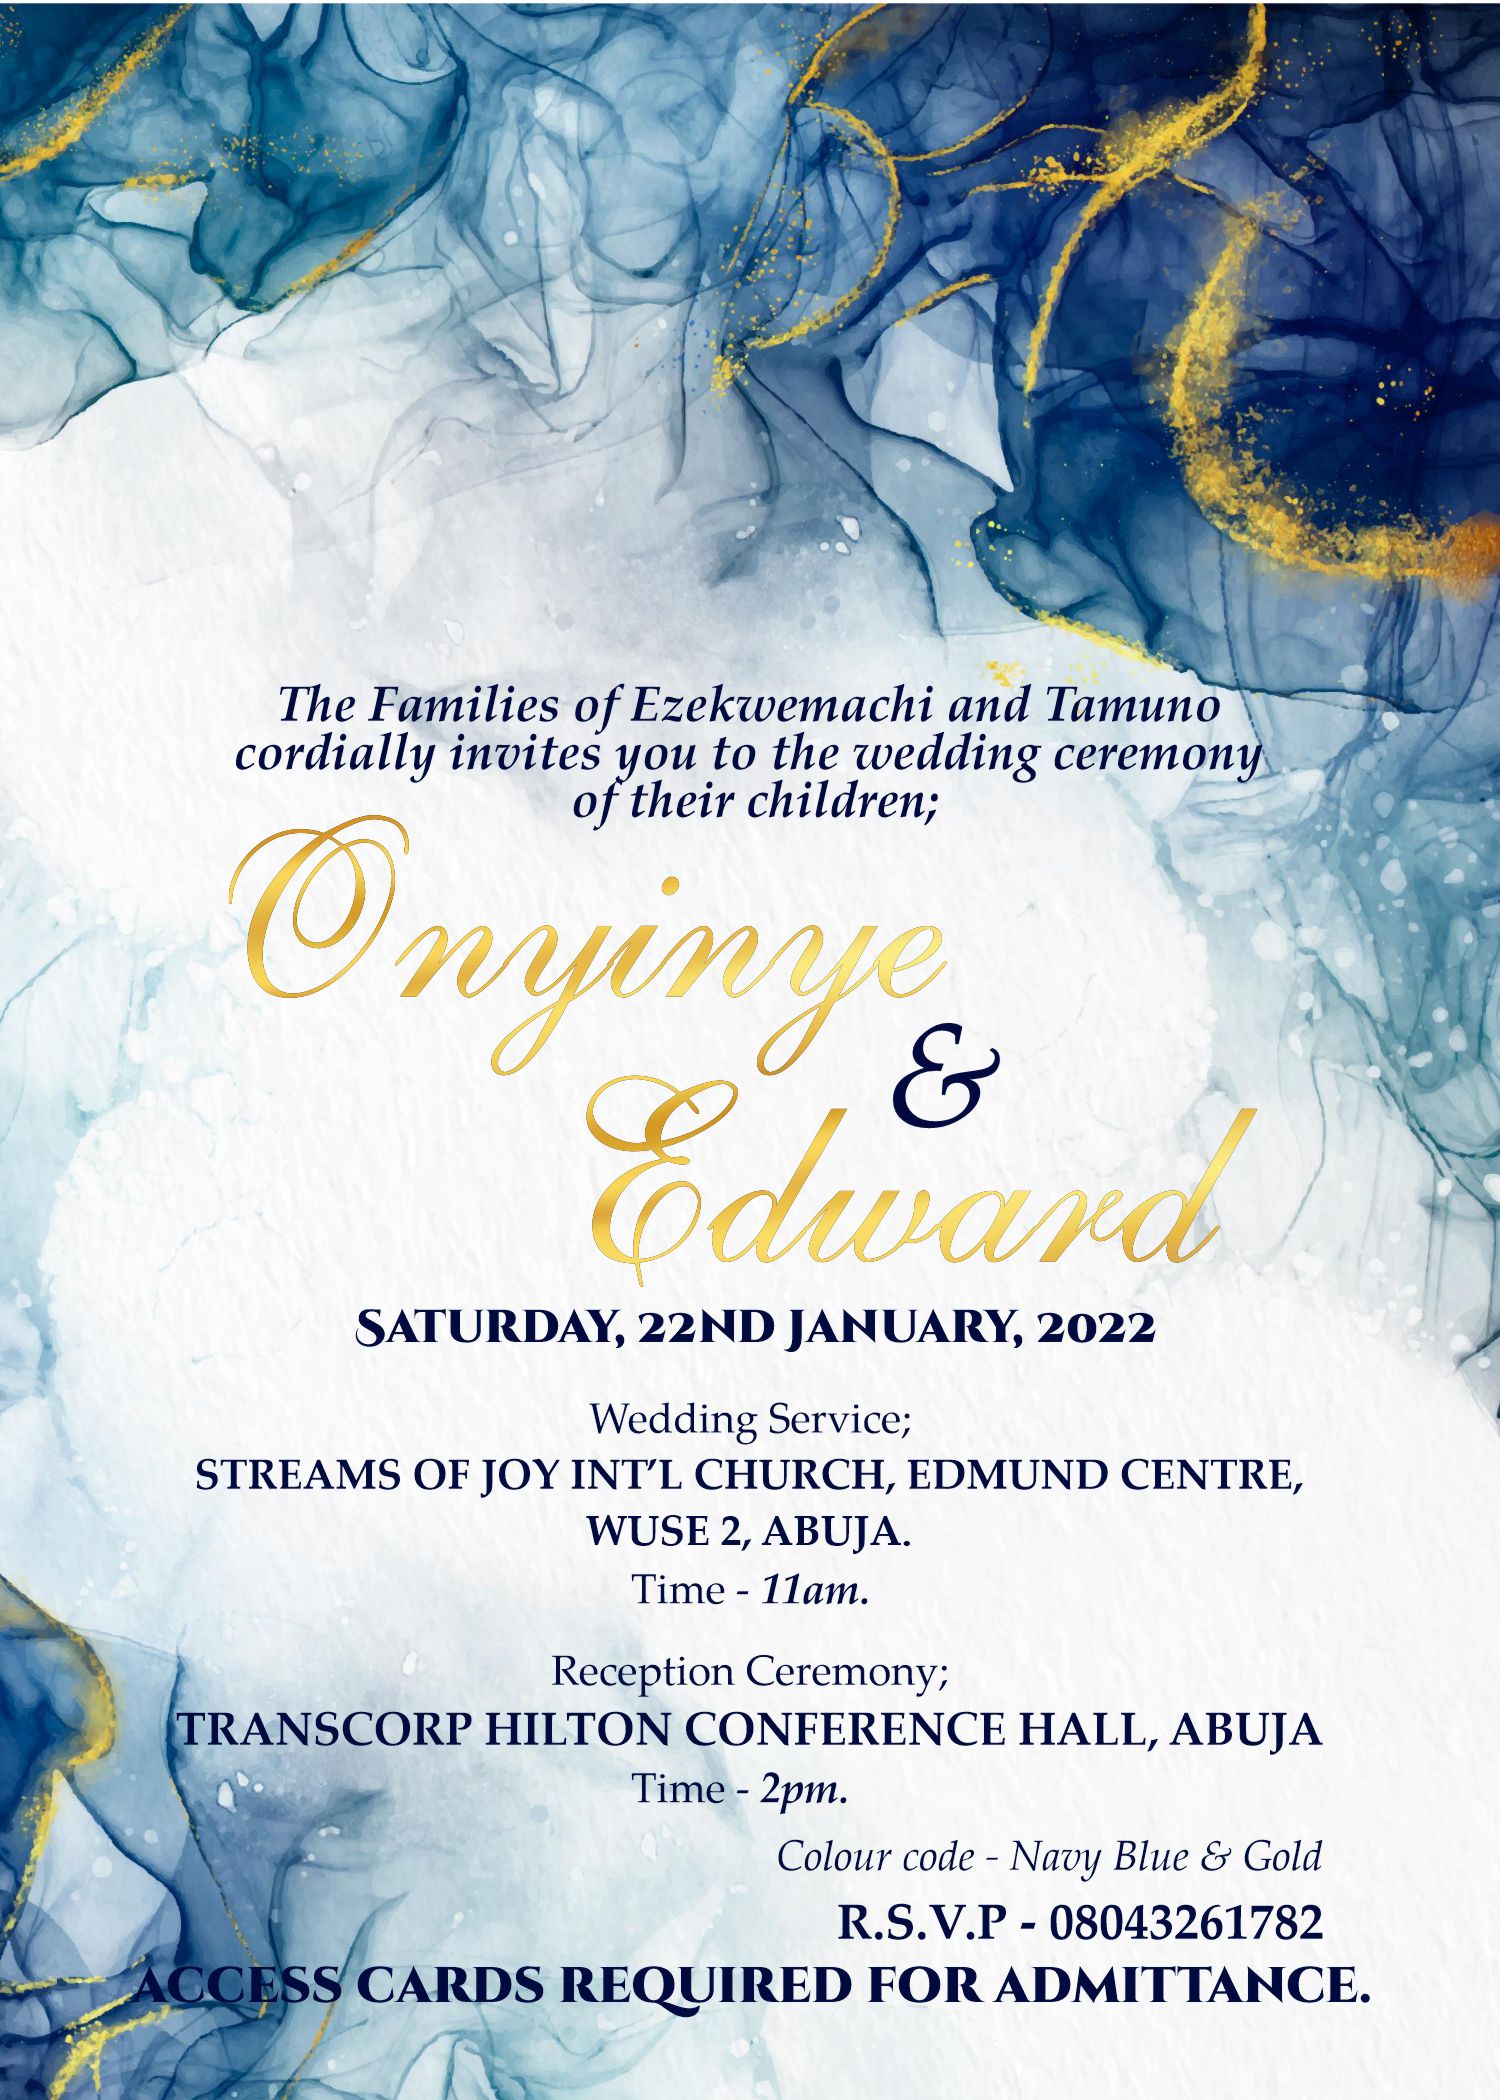 The Families of Ezekwemachi and Tamuno
cordially invites you to the wedding ceremony
of their children;
Onyinye
&
Edward
SATURDAY, 22ND JANUARY, 2022
Wedding Service;
STREAMS OF JOY INT'L CHURCH, EDMUND CENTRE,
WUSE 2, ABUJA.
Time - 11am.
Reception Ceremony;
TRANSCORP HILTON CONFERENCE HALL, ABUJA
Time - 2pm.
Colour code - Navy Blue & Gold
R.S.V.P - 08043261782
ACCESS CARDS REQUIRED FOR ADMITTANCE.